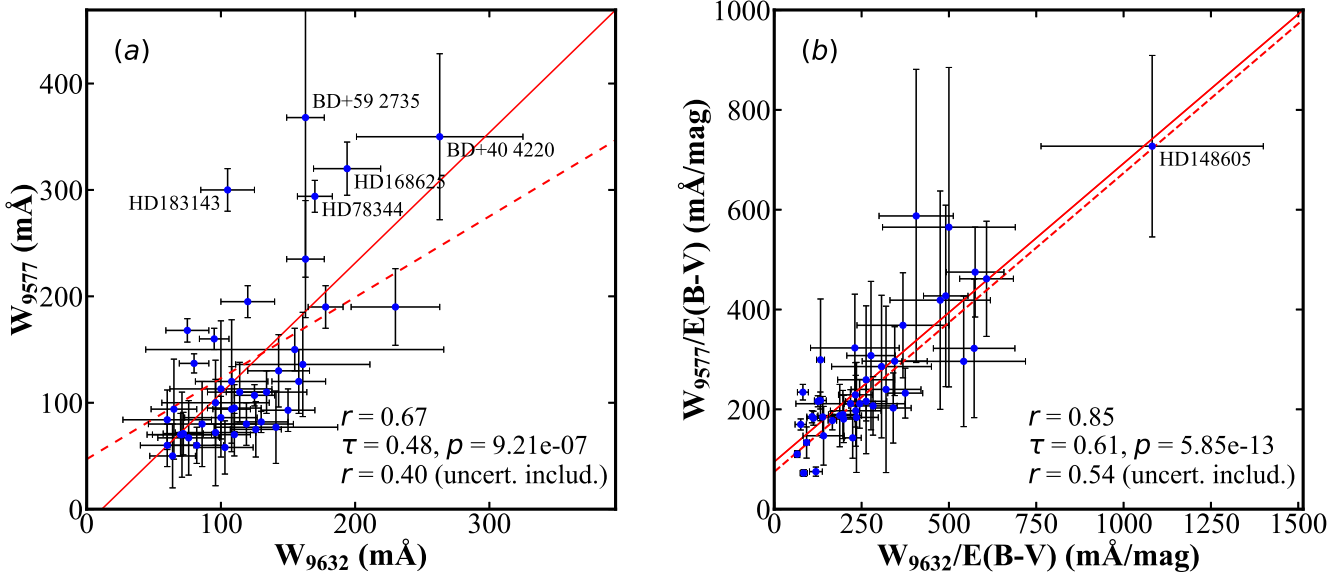 (a)
W9577 (mÅ)
400
300
200
100
0
BD+59 2735
BD+40 4220
HD168625
HD183143
HD78344
r = 0.67
τ = 0.48, p = 9.21e-07
r = 0.40 (uncert. includ.)
0
100
200
300
W9632 (mÅ)
(b)
W9577/E(B-V) (mÅ/mag)
1000
800
600
400
200
0
HD148605
r = 0.85
τ = 0.61, p = 5.85e-13
r = 0.54 (uncert. includ.)
0
250
500
750
1000
1250
1500
W9632/E(B-V) (mÅ/mag)